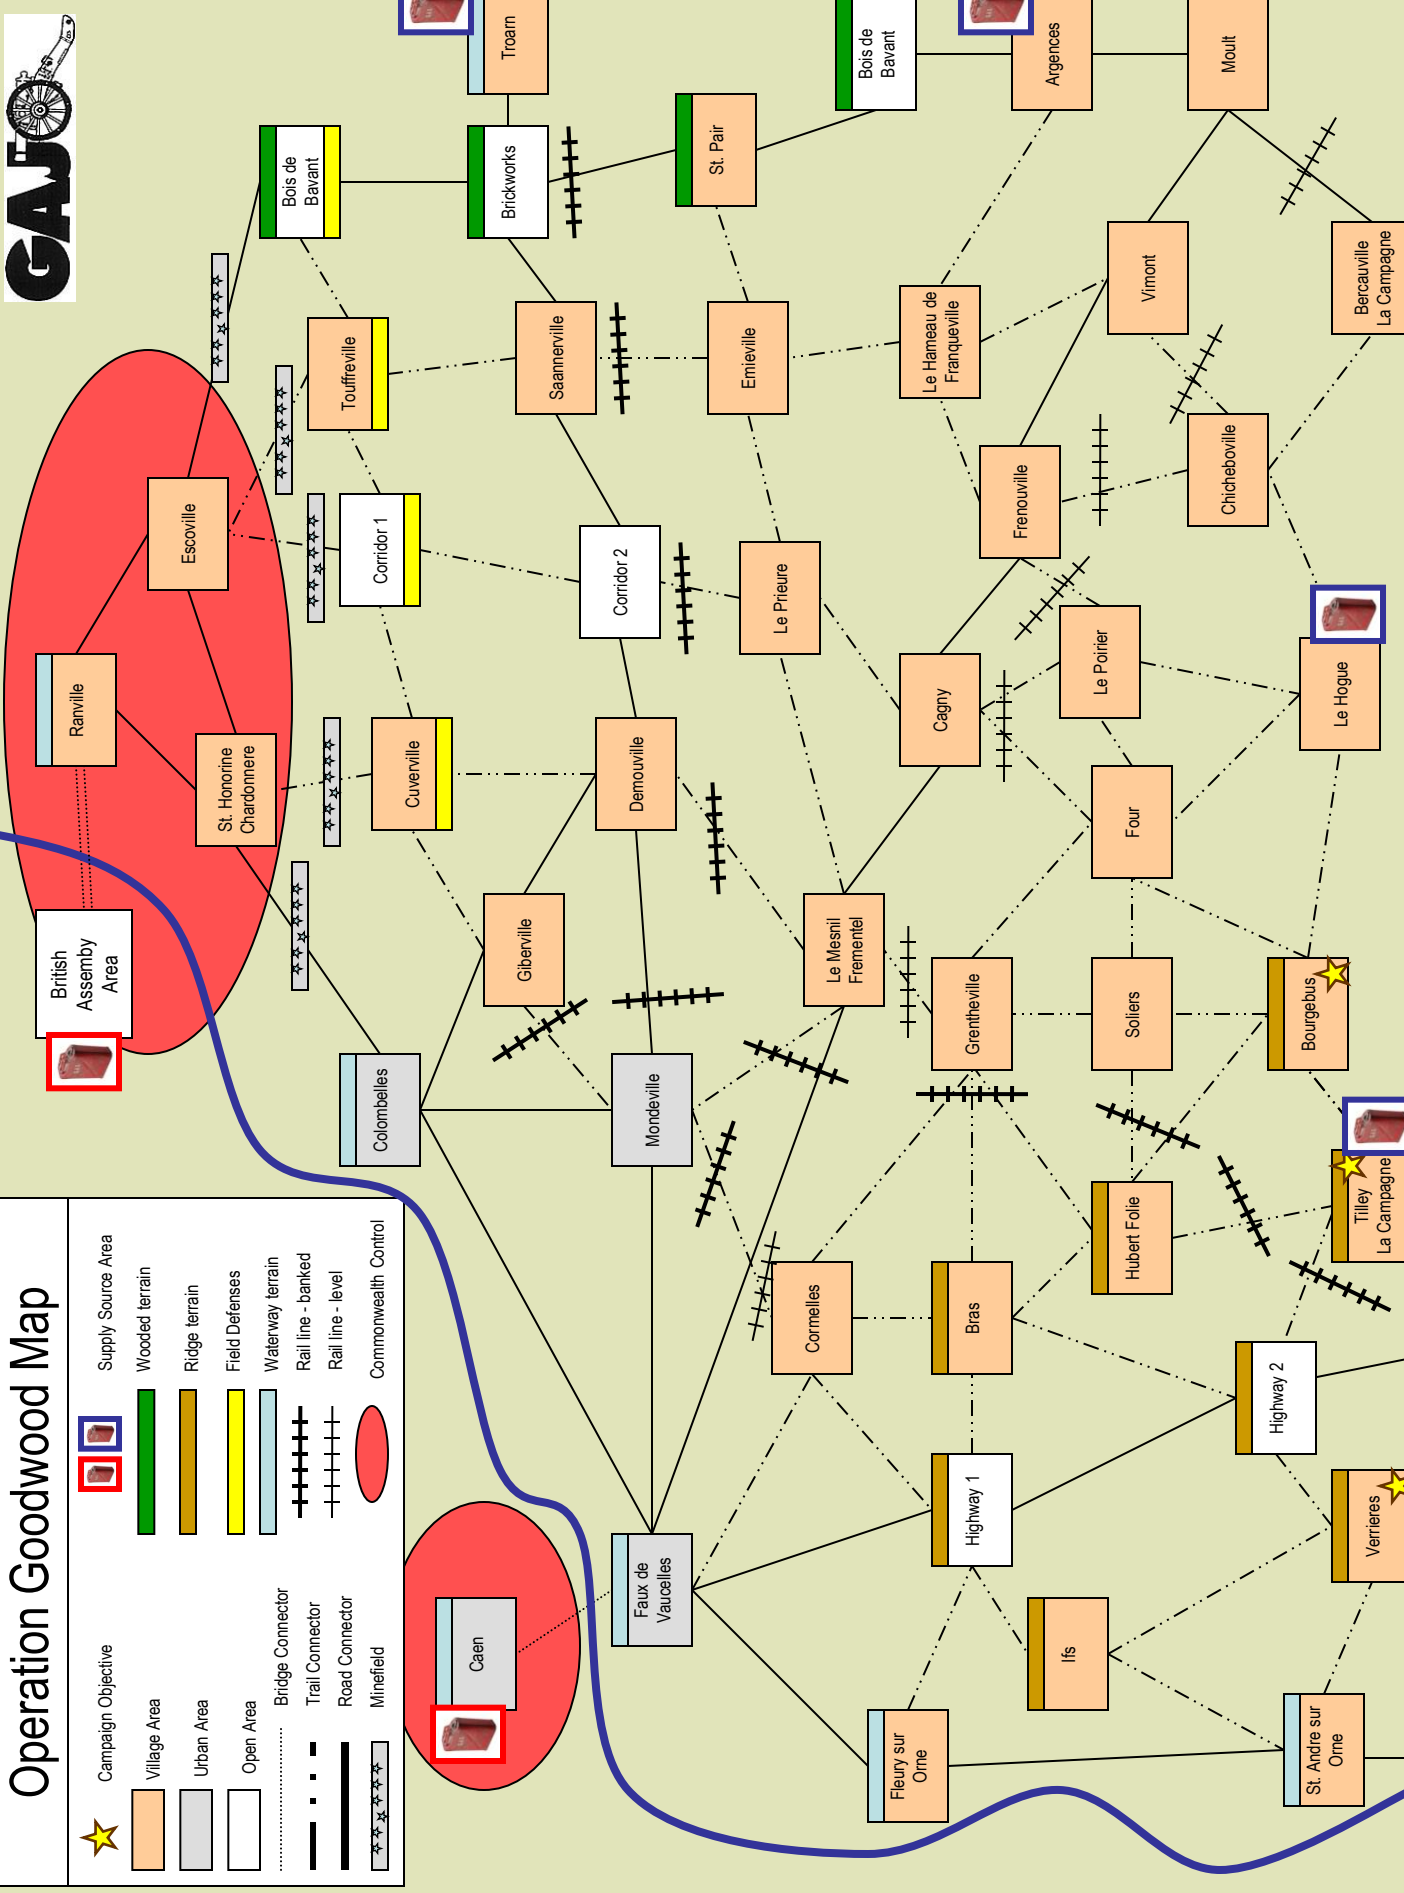 Operation Goodwood Map
Campaign Objective
Village Area
Urban Area
Open Area
Bridge Connector
Trail Connector
Road Connector
Minefield
Supply Source Area
Wooded terrain
Ridge terrain
Field Defenses
Waterway terrain
Rail line - banked
Rail line - level
Commonwealth Control
GAJO
British
Assemby
Area
Ranville
St. Honorine
Chardonnere
Escoville
Bois de
Bavant
Troarn
Brickworks
Touffreville
Corridor 1
Cuverville
Colombelles
Caen
Giberville
Saannerville
Corridor 2
Demouville
Mondeville
Faux de
Vaucelles
St. Pair
Emieville
Le Prieure
Le Mesnil
Frementel
Cormelles
Bois de
Bavant
Le Hameau de
Franqueville
Cagny
Grentheville
Bras
Highway 1
Fleury sur
Orne
Argences
Frenouville
Le Poirier
Four
Soliers
Hubert Folie
Ifs
Moult
Vimont
Chicheboville
Le Hogue
Bourgebus
Highway 2
St. Andre sur
Orne
Bercauville
La Campagne
Tilley
La Campagne
Verrieres